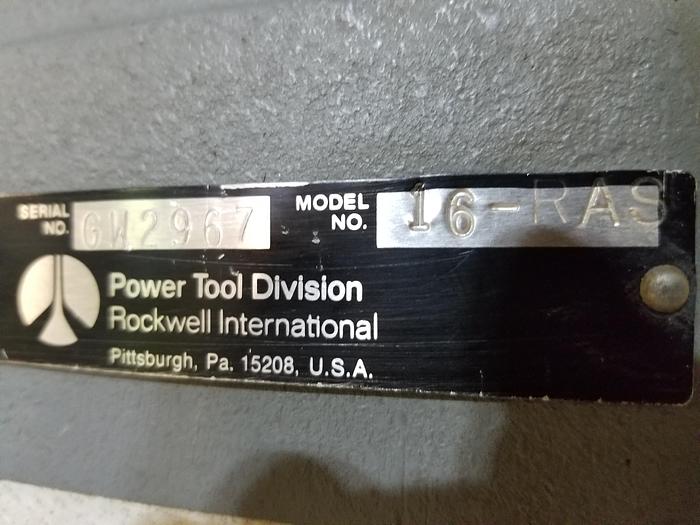 SERIAL NO. GW2967
MODEL NO. 16-RAS
Power Tool Division
Rockwell International
Pittsburgh, Pa. 15208, U.S.A.